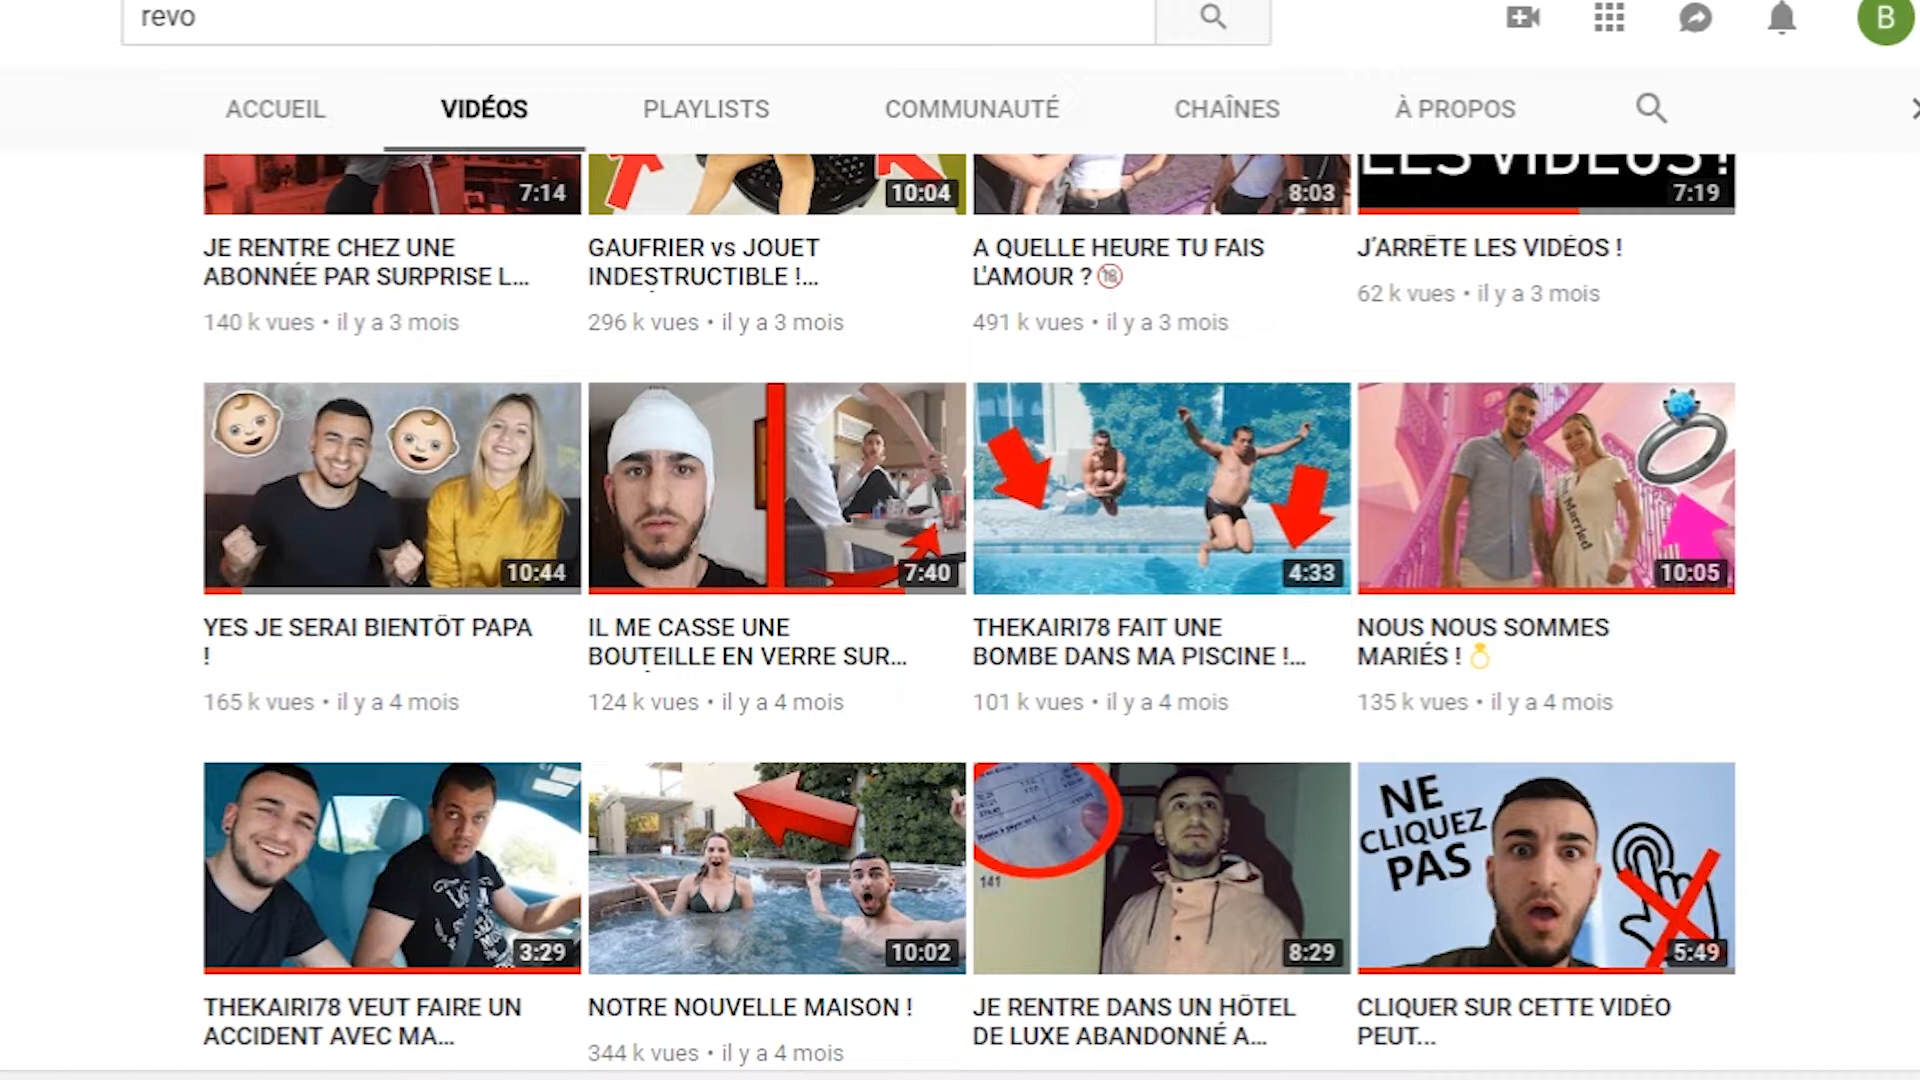 revo
B
ACCUEIL VIDÉOS PLAYLISTS COMMUNAUTÉ CHAÎNES À PROPOS
LES VIDÉOS !
7:14
10:04
8:03
7:19
JE RENTRE CHEZ UNE
ABONNÉE PAR SURPRISE L...
140 k vues • il y a 3 mois
GAUFRIER vs JOUET
INDESTRUCTIBLE !...
296 k vues • il y a 3 mois
A QUELLE HEURE TU FAIS
L'AMOUR ? 🔞
491 k vues • il y a 3 mois
J'ARRÊTE LES VIDÉOS !
62 k vues • il y a 3 mois
10:44
7:40
4:33
Married
10:05
YES JE SERAI BIENTÔT PAPA
!
165 k vues • il y a 4 mois
IL ME CASSE UNE
BOUTEILLE EN VERRE SUR...
124 k vues • il y a 4 mois
THEKAIRI78 FAIT UNE
BOMBE DANS MA PISCINE !...
101 k vues • il y a 4 mois
NOUS NOUS SOMMES
MARIÉS ! 💍
135 k vues • il y a 4 mois
3:29
10:02
141
8:29
NE
CLIQUEZ
PAS
5:49
THEKAIRI78 VEUT FAIRE UN
ACCIDENT AVEC MA...
NOTRE NOUVELLE MAISON !
344 k vues • il y a 4 mois
JE RENTRE DANS UN HÔTEL
DE LUXE ABANDONNÉ A...
CLIQUER SUR CETTE VIDÉO
PEUT...